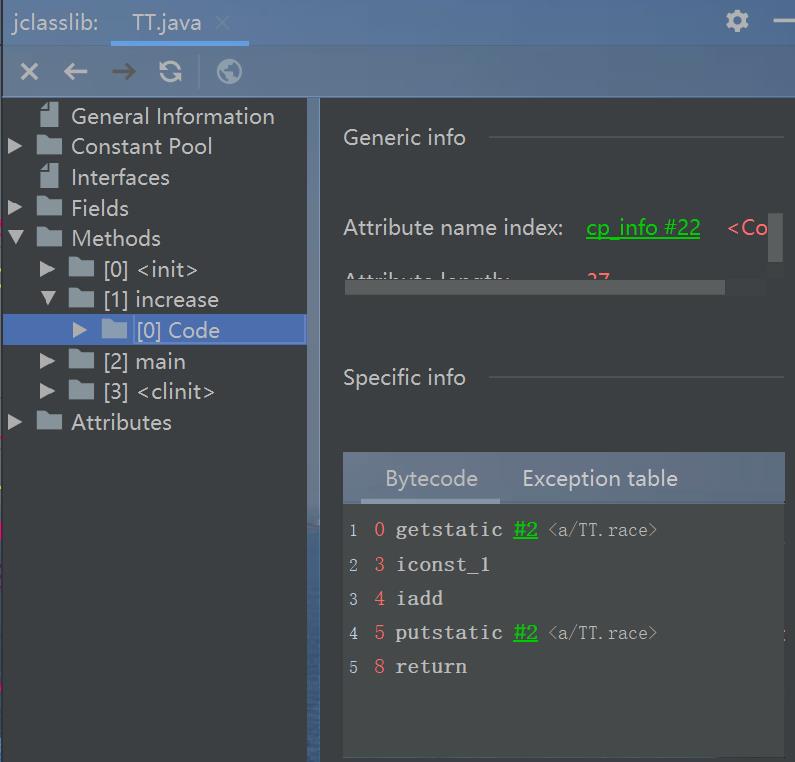 jclasslib: TT.java
General Information
Constant Pool
Interfaces
Fields
Methods
[0] <init>
[1] increase
[0] Code
[2] main
[3] <clinit>
Attributes
Generic info
Attribute name index: cp_info #22 <Co
Attribute length: 27
Specific info
Bytecode Exception table
1 0 getstatic #2 <a/TT.race>
2 3 iconst_1
3 4 iadd
4 5 putstatic #2 <a/TT.race>
5 8 return